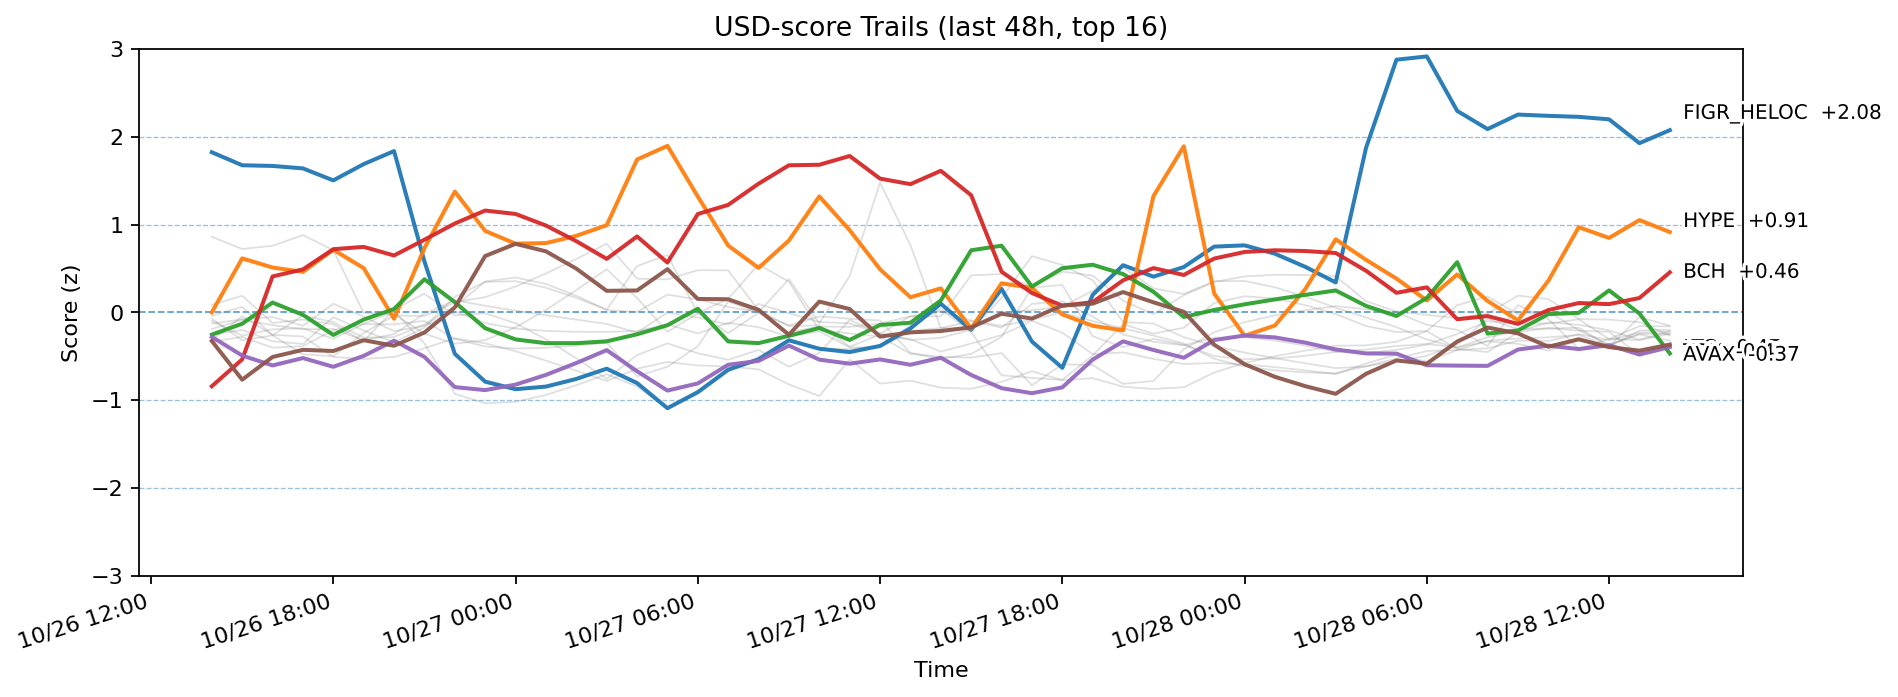 USD-score Trails (last 48h, top 16)
3
2
1
0
−1
−2
−3
Score (z)
FIGR_HELOC +2.08
HYPE +0.91
BCH +0.46
AVAX -0.37
10/26 12:00
10/26 18:00
10/27 00:00
10/27 06:00
10/27 12:00
10/27 18:00
10/28 00:00
10/28 06:00
10/28 12:00
Time